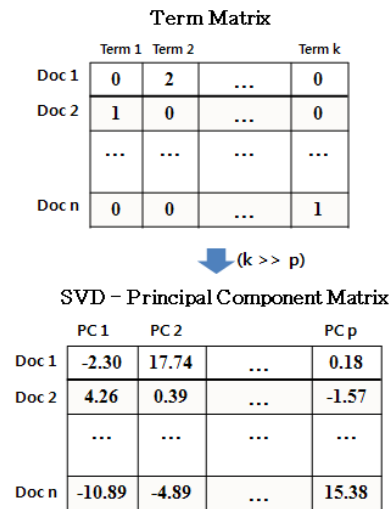 Term Matrix
Term 1 Term 2 Term k
Doc 1 0 2 ... 0
Doc 2 1 0 ... 0
... ... ... ...
Doc n 0 0 ... 1
(k >> p)
SVD - Principal Component Matrix
PC 1 PC 2 PC p
Doc 1 -2.30 17.74 ... 0.18
Doc 2 4.26 0.39 ... -1.57
... ... ... ...
Doc n -10.89 -4.89 ... 15.38